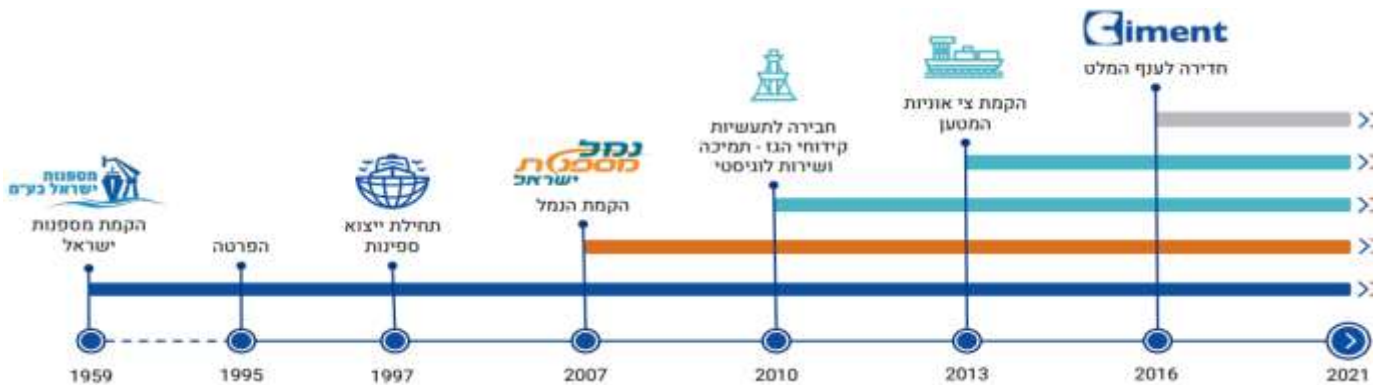 Ciment
חדירה לענף המלט
הקמת צי אוניות
המטען
חבירה לתעשיות
קידוחי הגז - תמיכה
ושירות לוגיסטי
נמל
מספנות
ישראל
הקמת הנמל
תחילת ייצוא
ספינות
הפרטה
מספנות
ישראל בע"מ
הקמת מספנות
ישראל
1959
1995
1997
2007
2010
2013
2016
2021